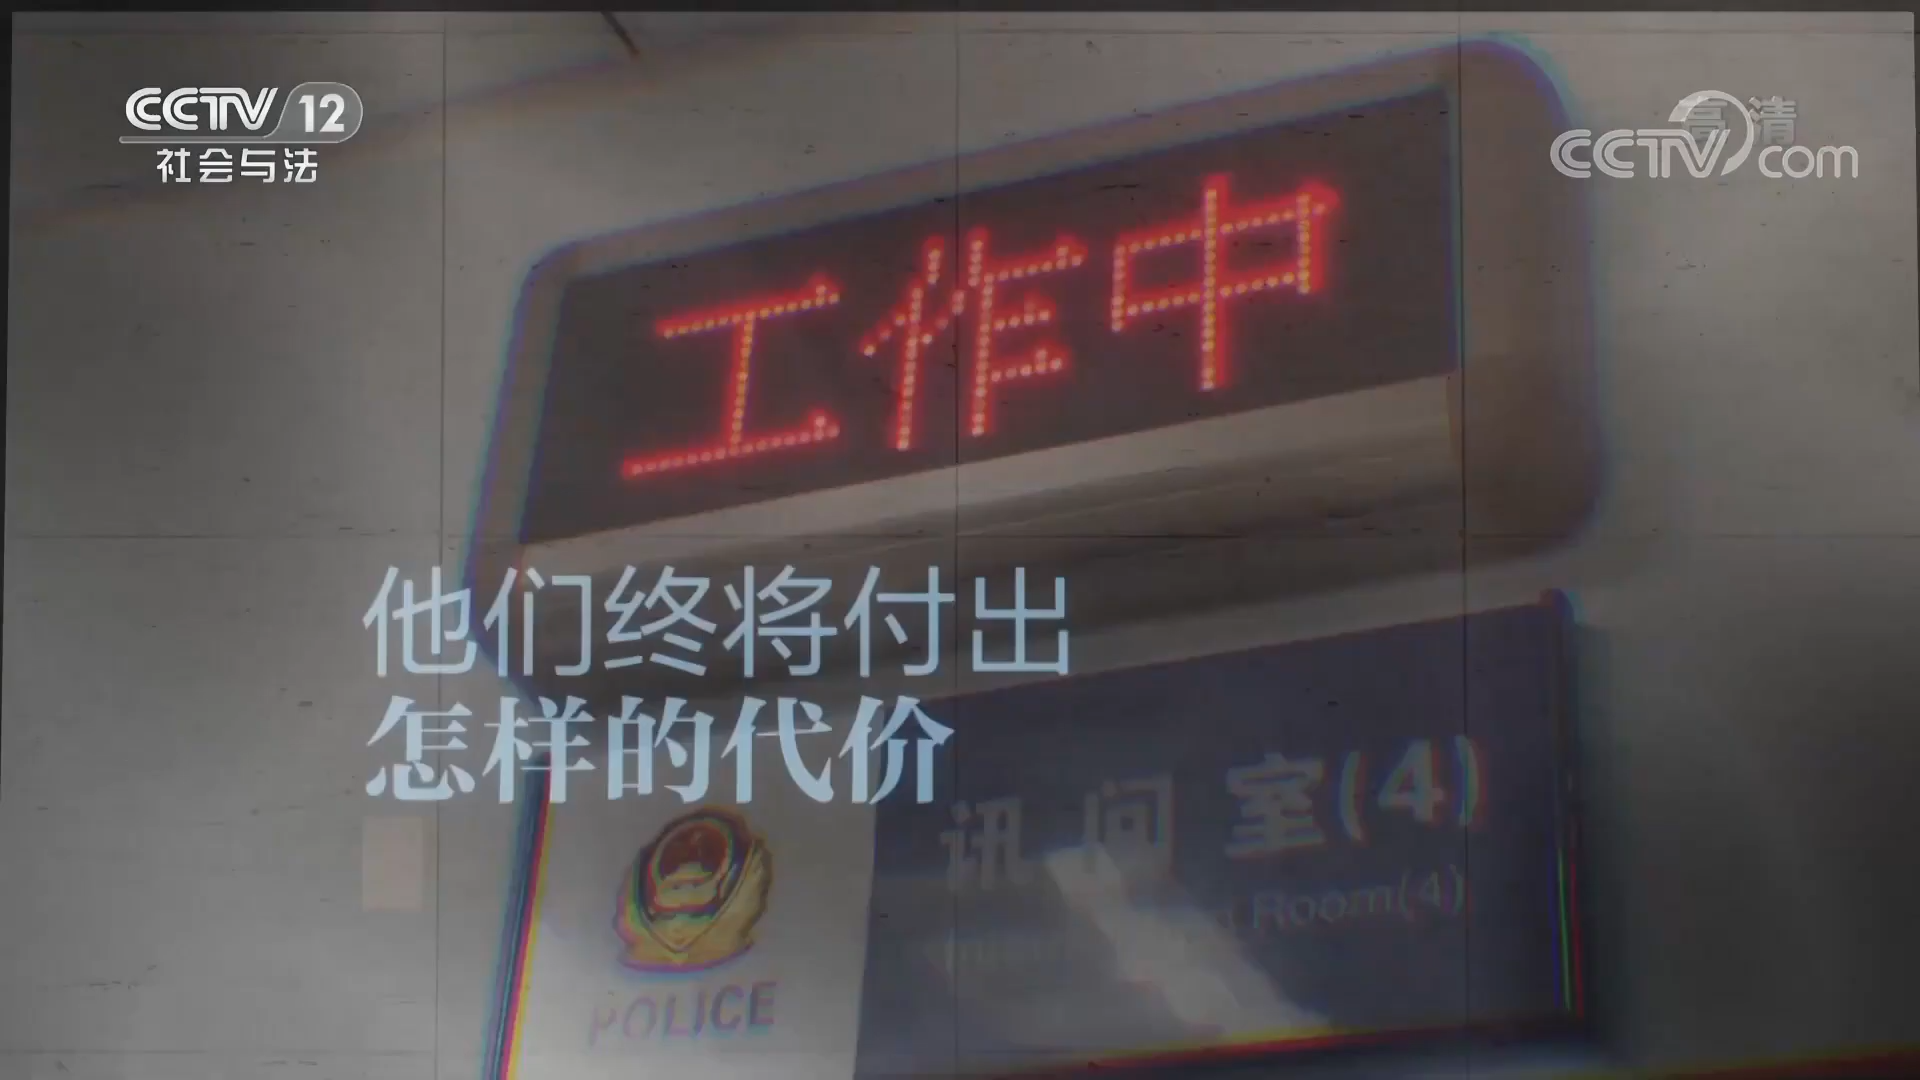 CCTV 12
社会与法
高清
CCTV com
工作中
他们终将付出
怎样的代价
讯问室(4)
Room(4)
POLICE